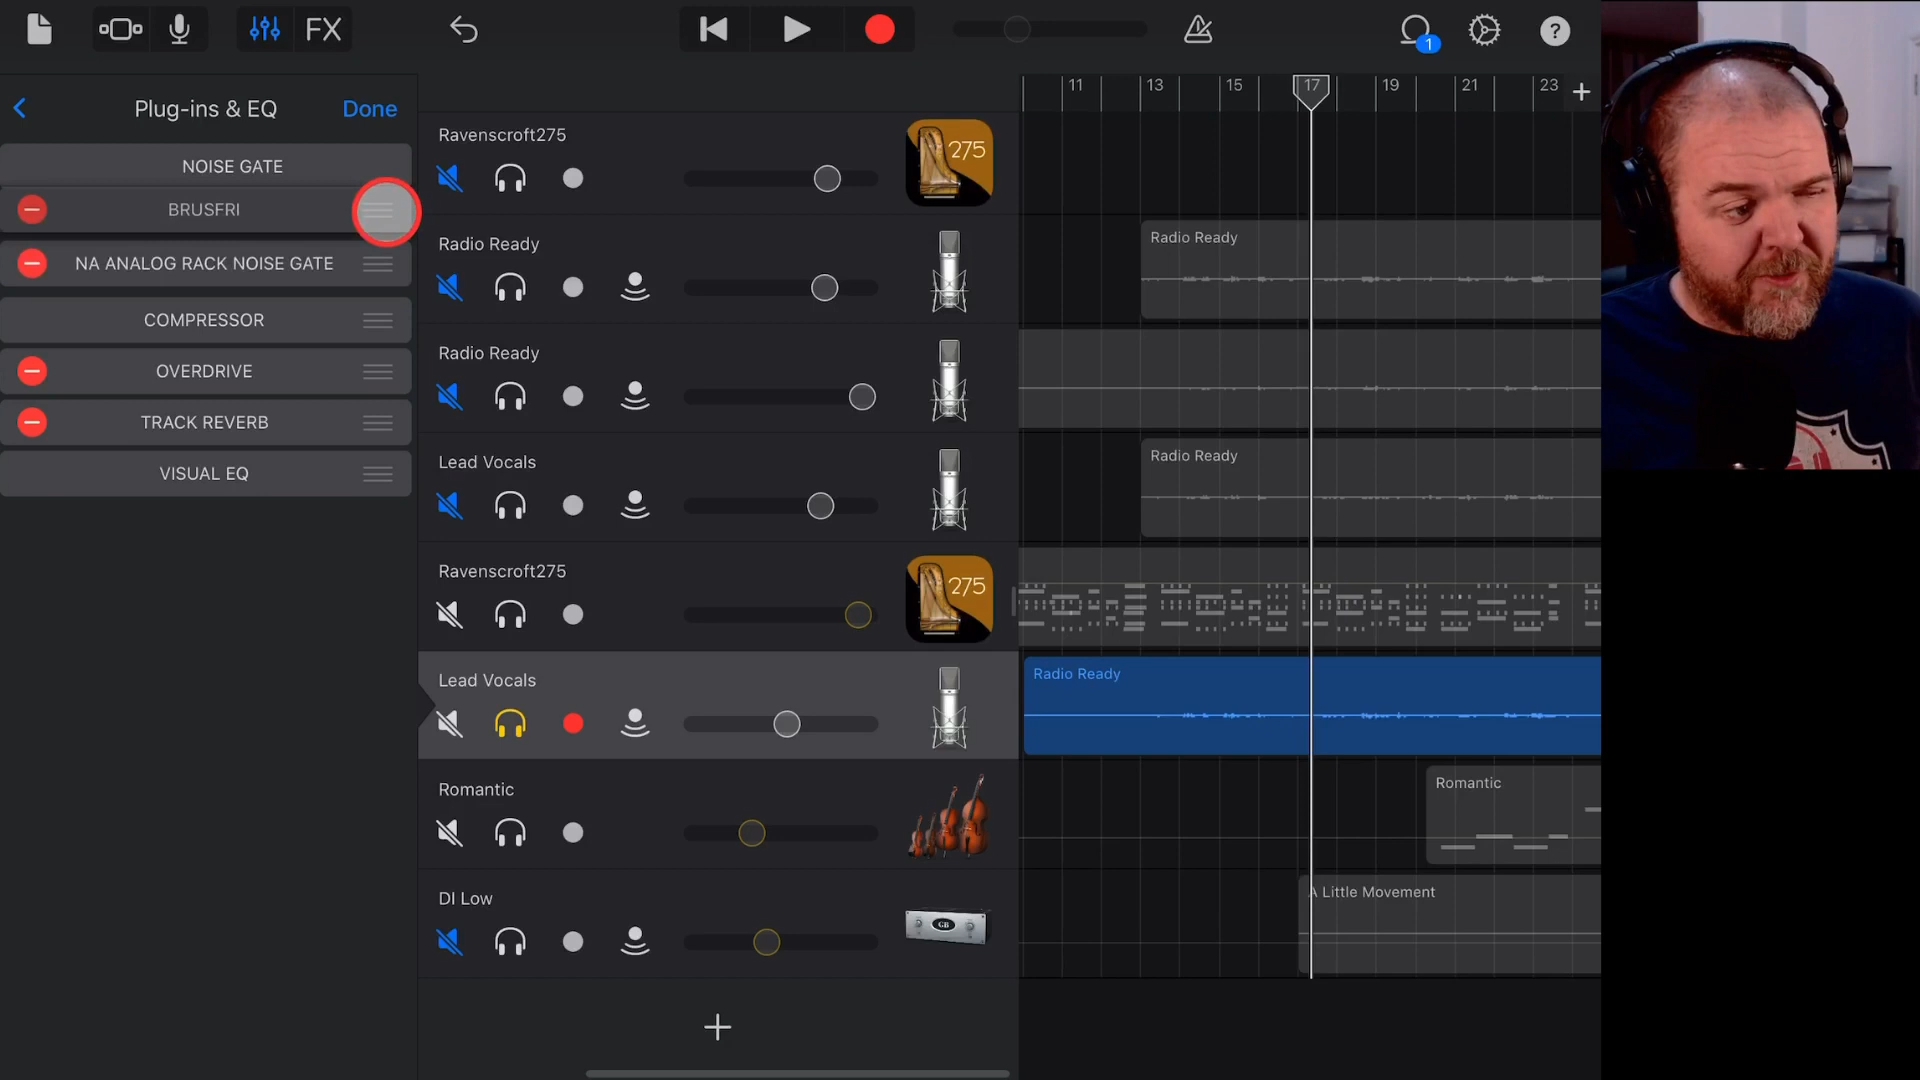 FX
1
?
Plug-ins & EQ
Done
11
13
15
17
19
21
23
NOISE GATE
BRUSFRI
NA ANALOG RACK NOISE GATE
COMPRESSOR
OVERDRIVE
TRACK REVERB
VISUAL EQ
Ravenscroft275
275
Radio Ready
Radio Ready
Radio Ready
Lead Vocals
Radio Ready
Ravenscroft275
275
Lead Vocals
Radio Ready
Romantic
Romantic
DI Low
GB
A Little Movement